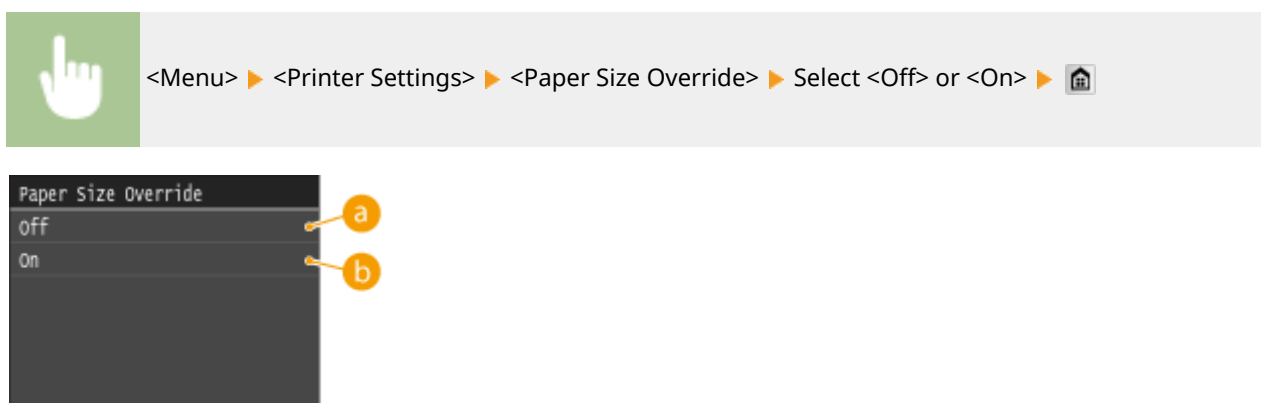 <Menu> ▶ <Printer Settings> ▶ <Paper Size Override> ▶ Select <Off> or <On> ▶
Paper Size Override
Off
a
On
b